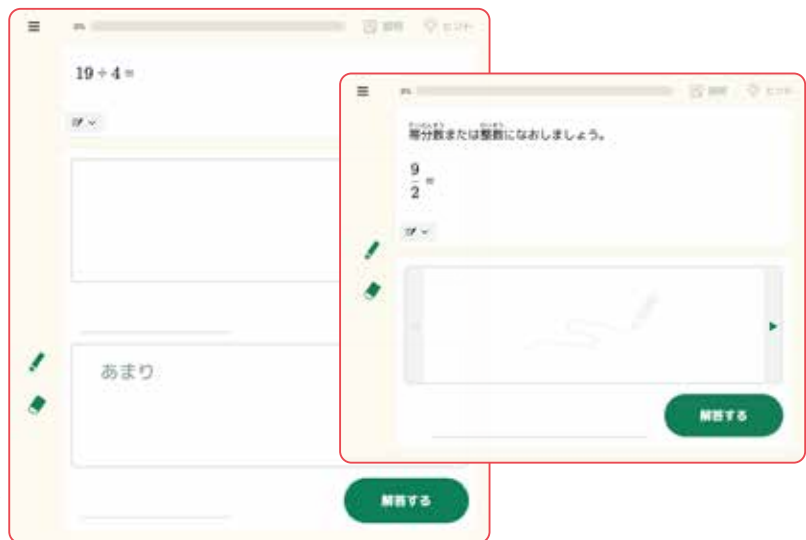 19 ÷ 4 =
あまり
解答する
帯分数または整数になおしましょう。
9
2
=
解答する